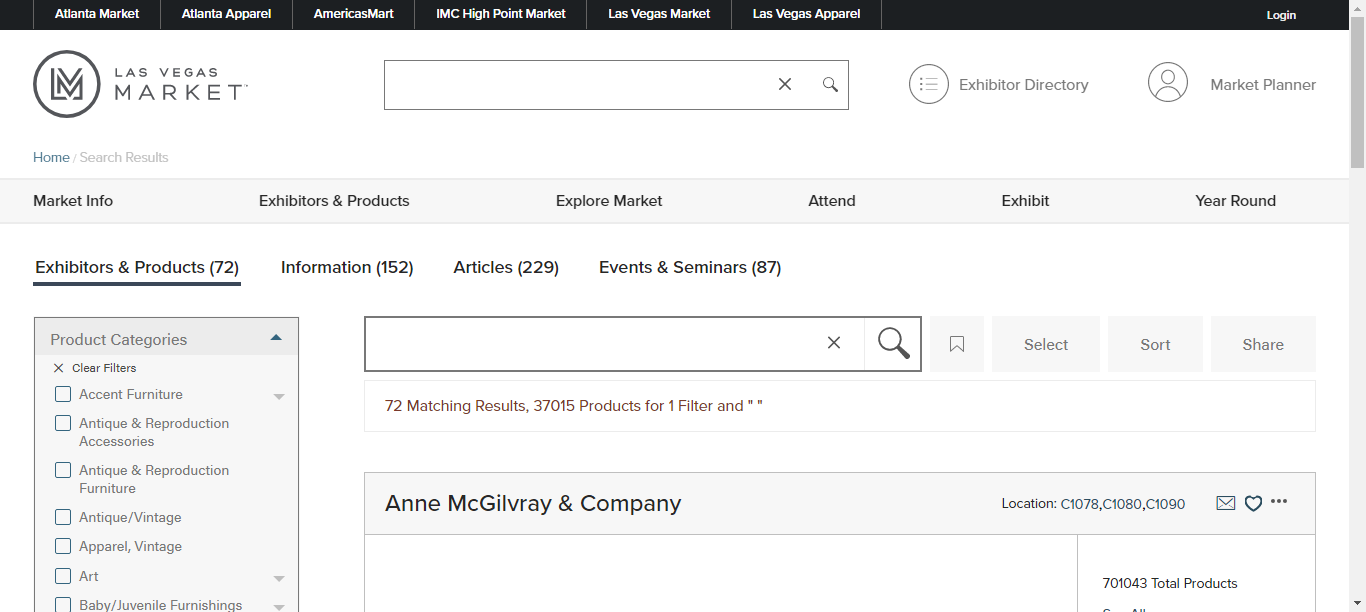 Atlanta Market Atlanta Apparel AmericasMart IMC High Point Market Las Vegas Market Las Vegas Apparel Login
LAS VEGAS
MARKET
Exhibitor Directory Market Planner
Home / Search Results
Market Info Exhibitors & Products Explore Market Attend Exhibit Year Round
Exhibitors & Products (72) Information (152) Articles (229) Events & Seminars (87)
Product Categories
Clear Filters
Accent Furniture
Antique & Reproduction
Accessories
Antique & Reproduction
Furniture
Antique/Vintage
Apparel, Vintage
Art
Baby/Juvenile Furnishings
Select Sort Share
72 Matching Results, 37015 Products for 1 Filter and " "
Anne McGilvray & Company Location: C1078,C1080,C1090
701043 Total Products